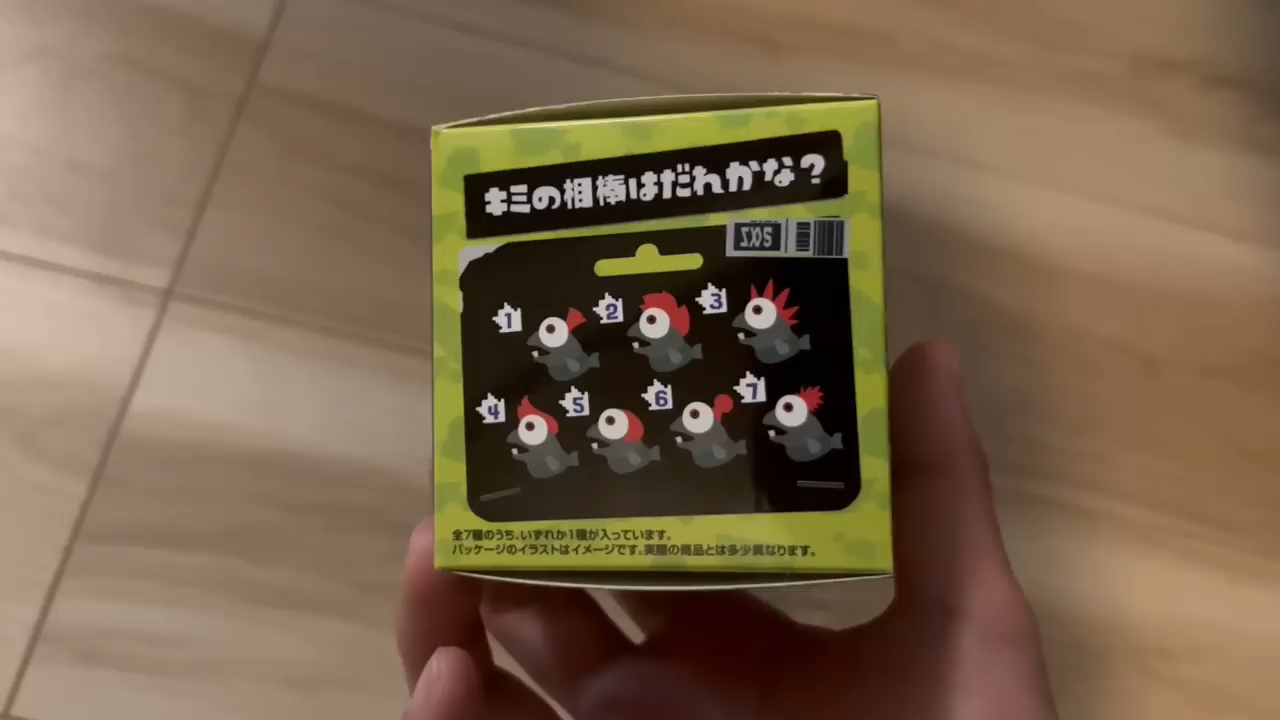 キミの相棒はだれかな?
1
2
3
4
5
6
7
全7種のうち、いずれか1種が入っています。
パッケージのイラストはイメージです。実際の商品とは多少異なります。